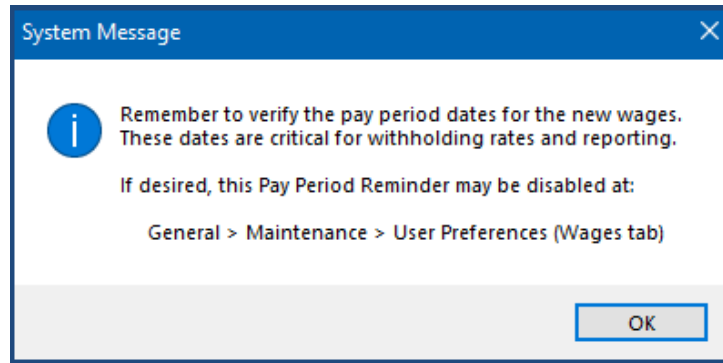 System Message
Remember to verify the pay period dates for the new wages.
These dates are critical for withholding rates and reporting.
If desired, this Pay Period Reminder may be disabled at:
General > Maintenance > User Preferences (Wages tab)
OK